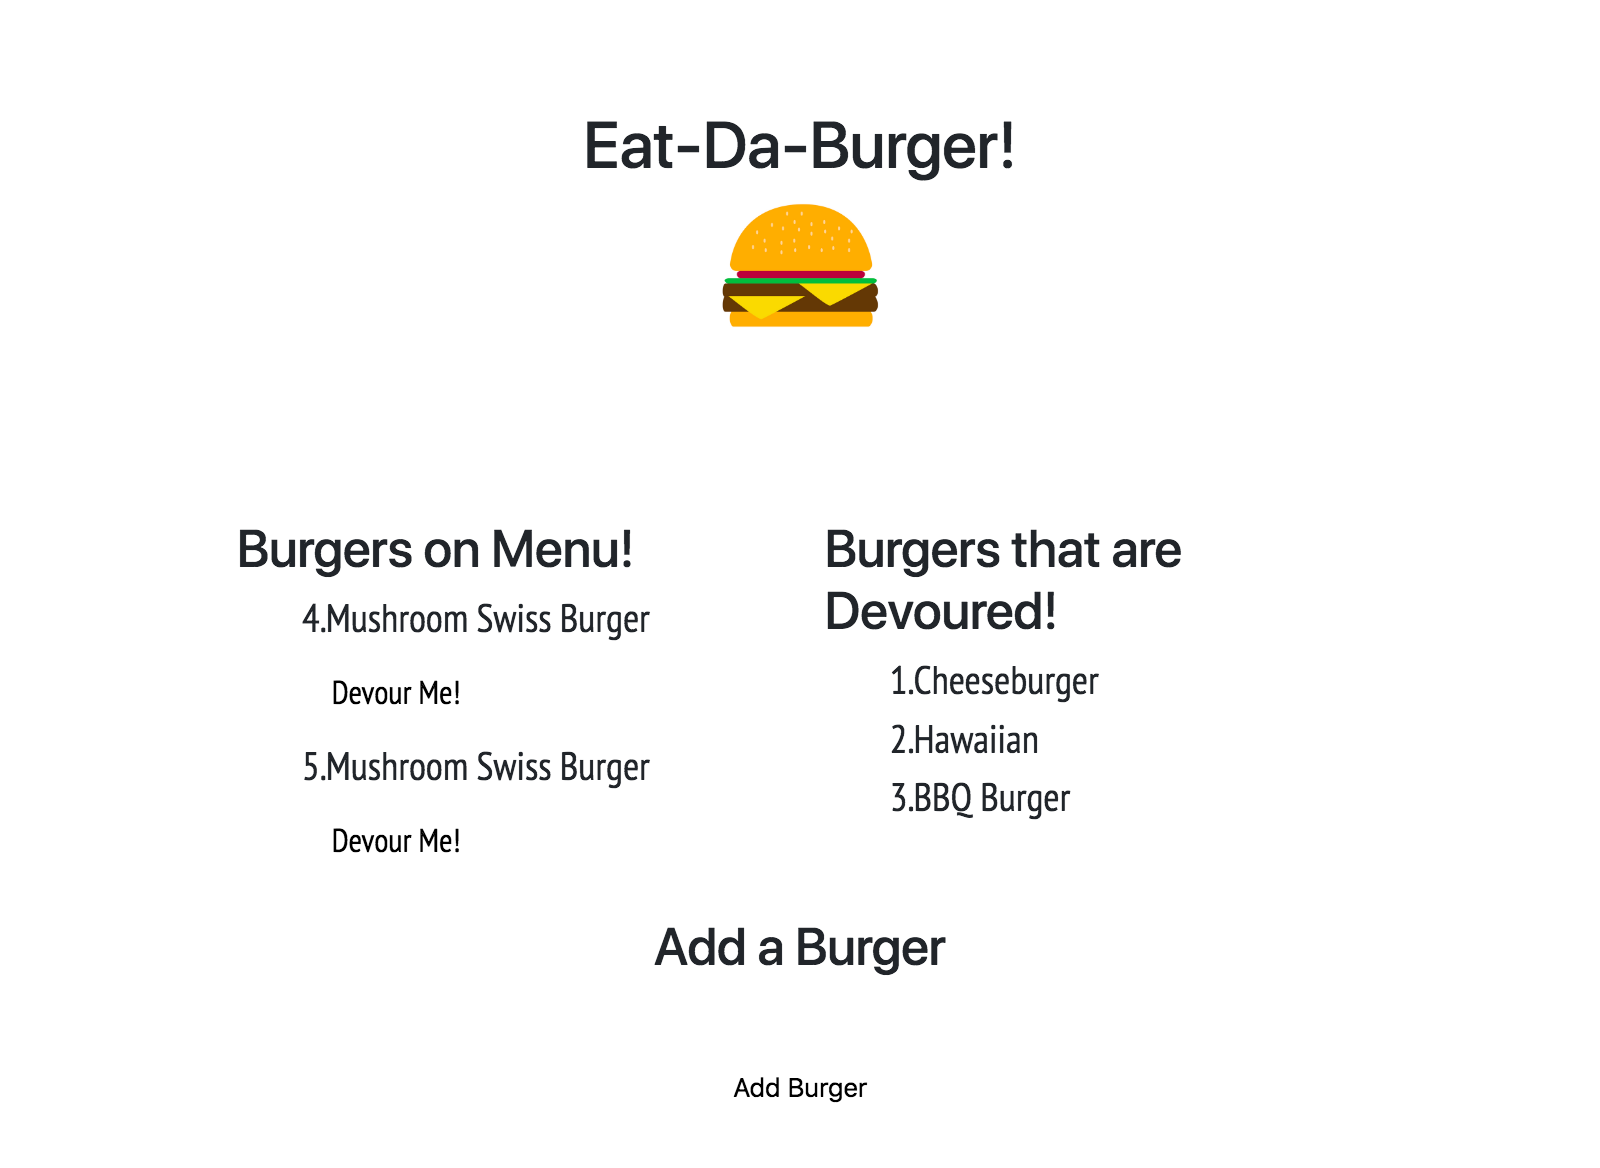 Eat-Da-Burger!
Burgers on Menu!
4.Mushroom Swiss Burger
Devour Me!
5.Mushroom Swiss Burger
Devour Me!
Burgers that are
Devoured!
1.Cheeseburger
2.Hawaiian
3.BBQ Burger
Add a Burger
Add Burger